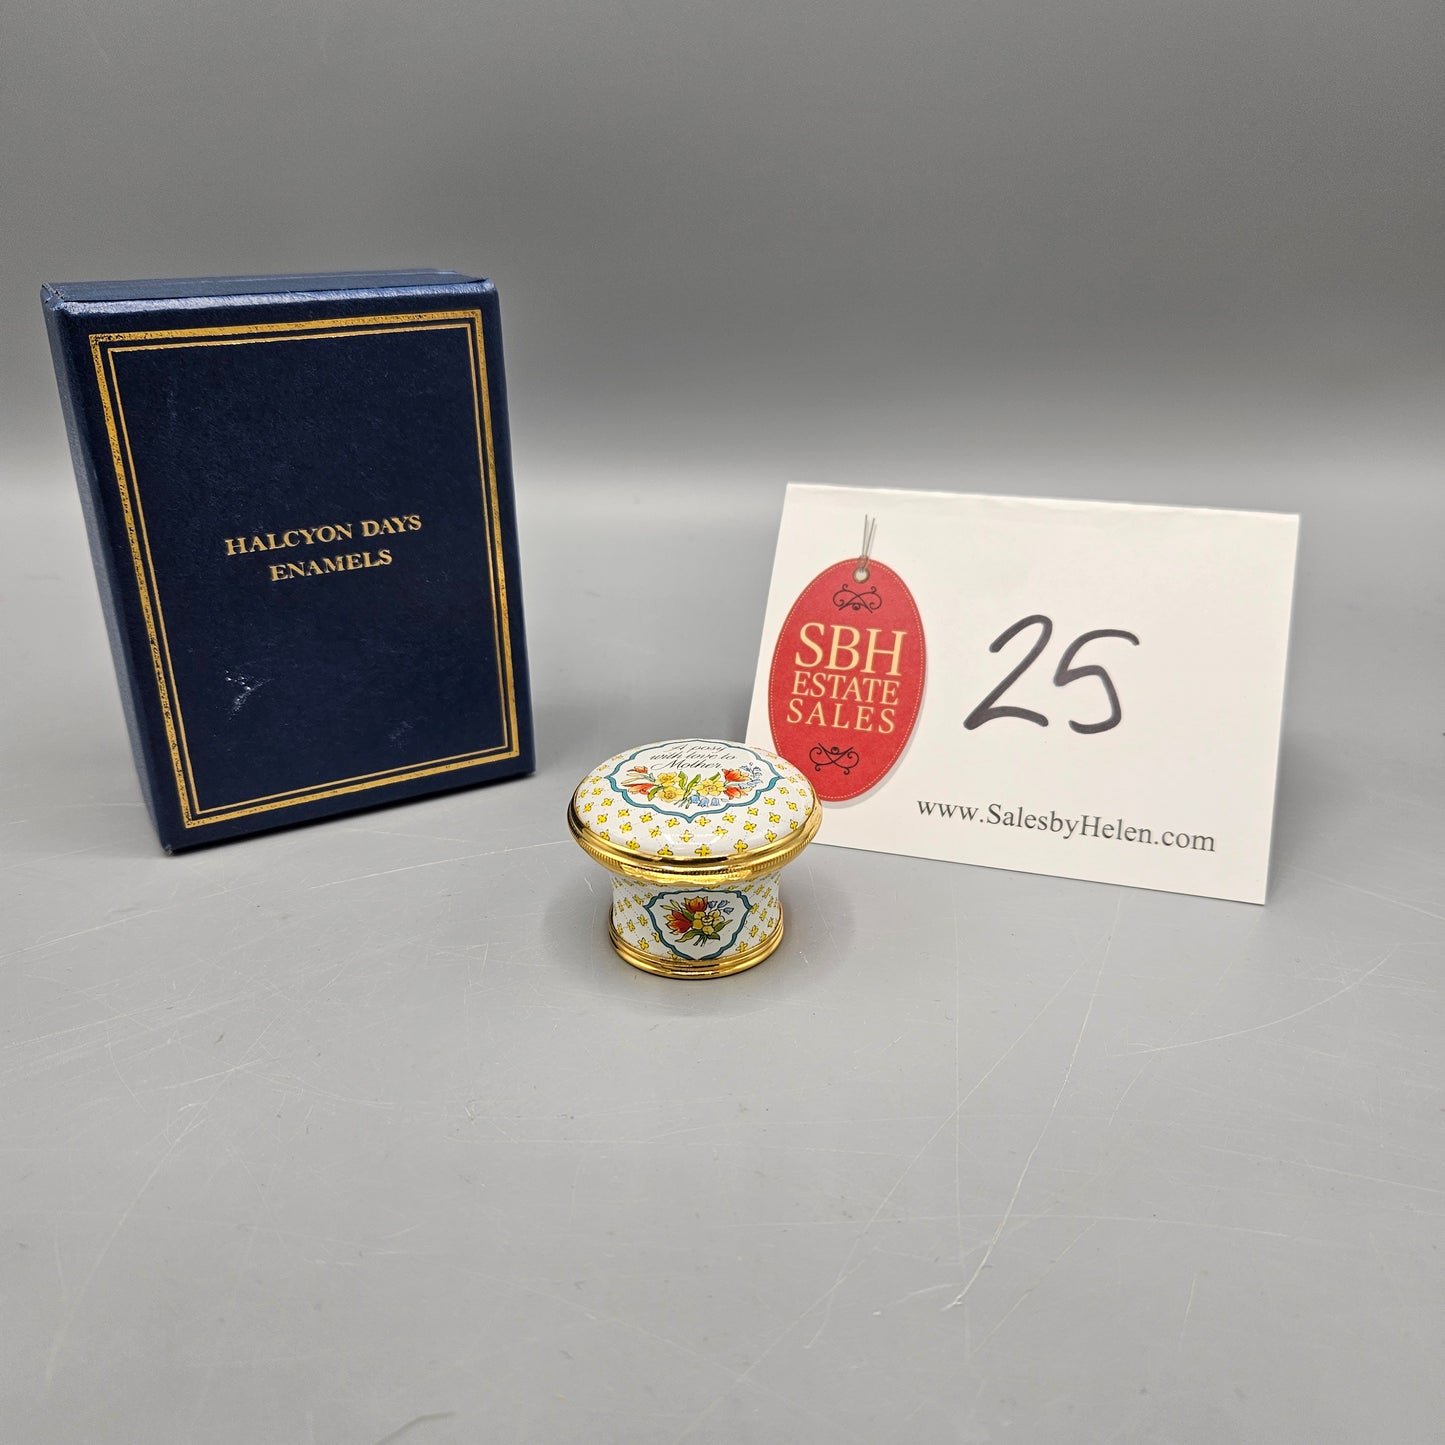 HALCYON DAYS
ENAMELS
A posy
with love to
Mother
SBH
ESTATE
SALES
25
www.SalesbyHelen.com